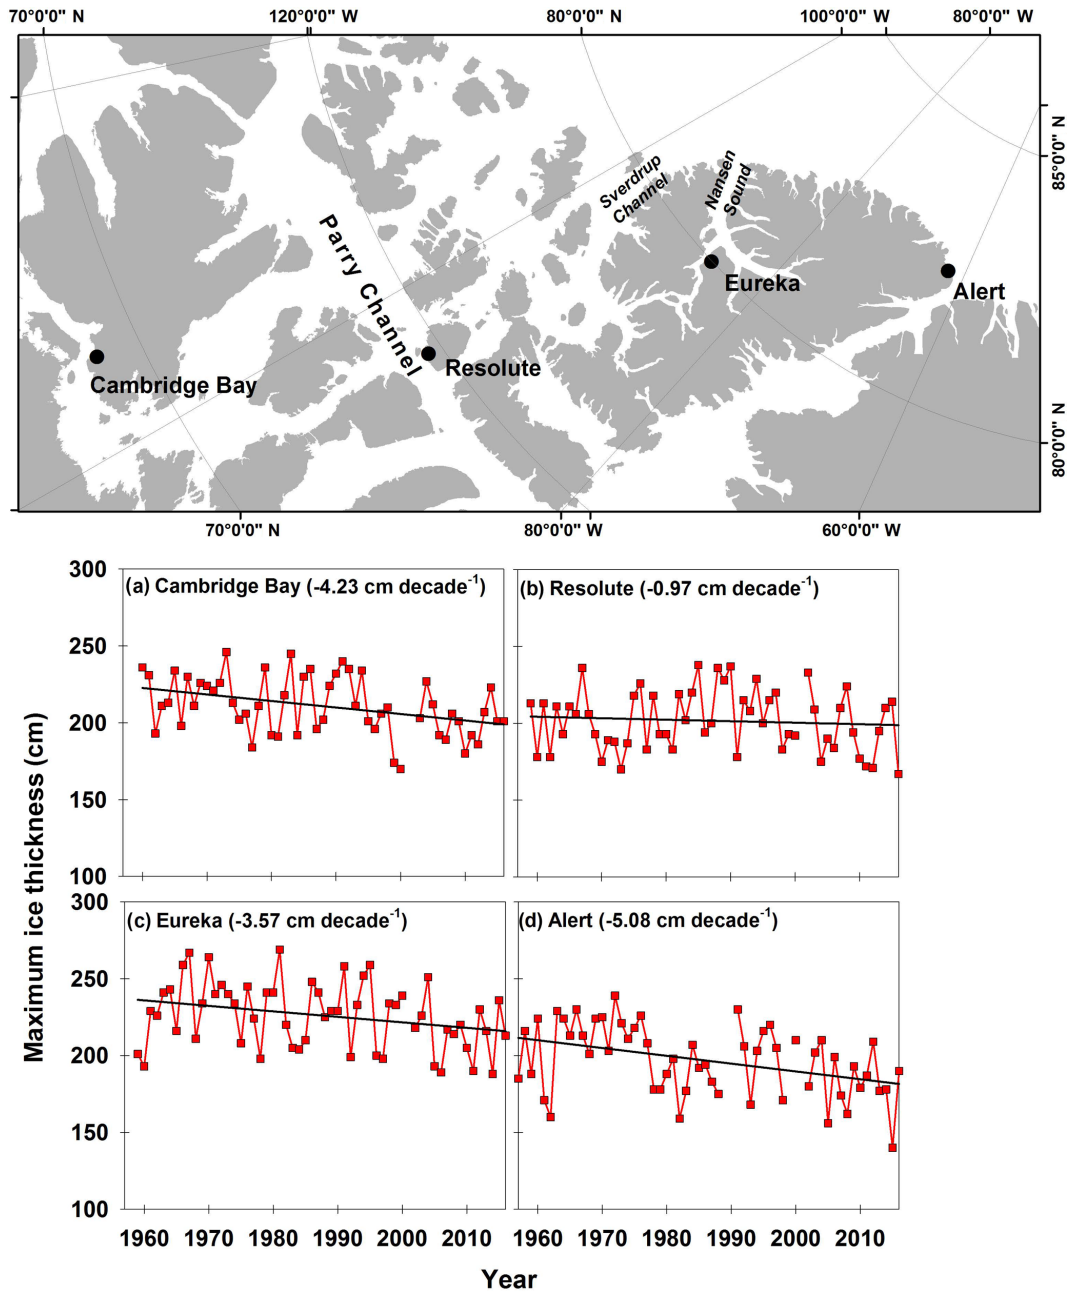 70°0'0" N
120°0'0" W
80°0'0" N
100°0'0" W
80°0'0" W
85°0'0" N
Sverdrup
Channel
Nansen
Sound
Parry Channel
Eureka
Alert
Resolute
Cambridge Bay
80°0'0" N
70°0'0" N
80°0'0" W
60°0'0" W
Maximum ice thickness (cm)
300
(a) Cambridge Bay (-4.23 cm decade⁻¹)
(b) Resolute (-0.97 cm decade⁻¹)
250
200
150
100
300
(c) Eureka (-3.57 cm decade⁻¹)
(d) Alert (-5.08 cm decade⁻¹)
250
200
150
100
1960 1970 1980 1990 2000 2010 1960 1970 1980 1990 2000 2010
Year